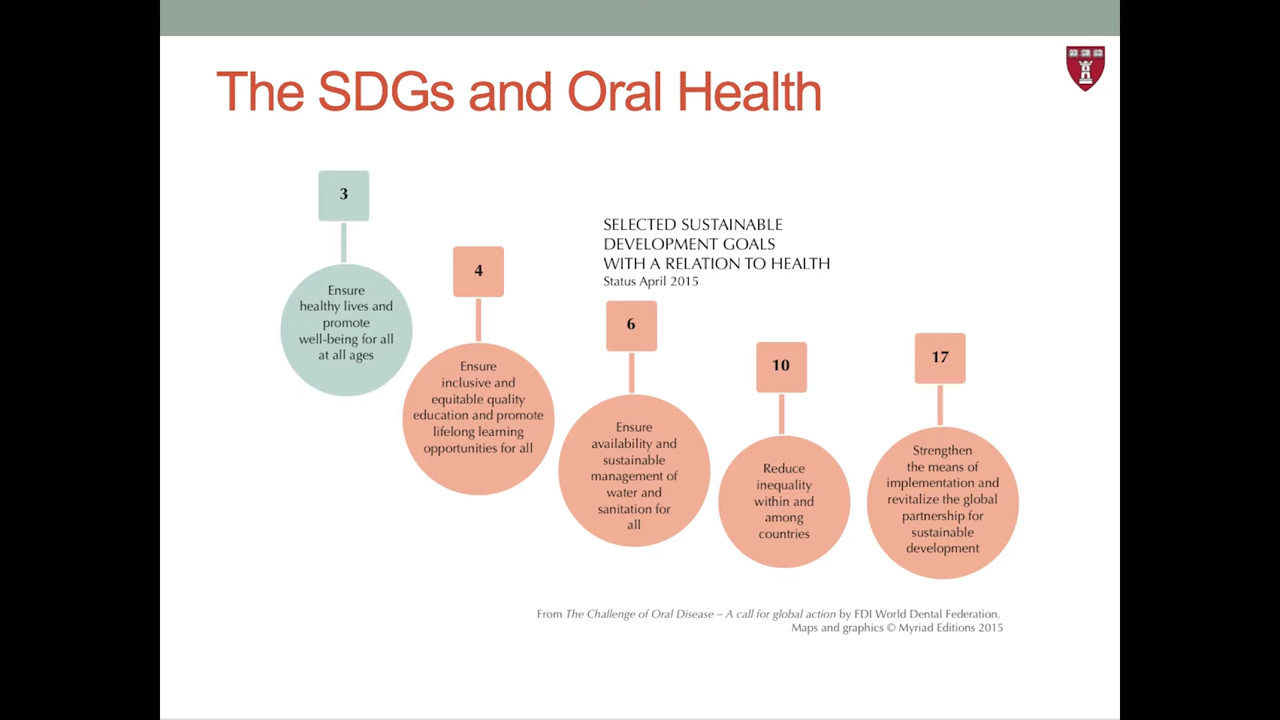 The SDGs and Oral Health
3
Ensure
healthy lives and
promote
well-being for all
at all ages
4
Ensure
inclusive and
equitable quality
education and promote
lifelong learning
opportunities for all
SELECTED SUSTAINABLE
DEVELOPMENT GOALS
WITH A RELATION TO HEALTH
Status April 2015
6
Ensure
availability and
sustainable
management of
water and
sanitation for
all
10
Reduce
inequality
within and
among
countries
17
Strengthen
the means of
implementation and
revitalize the global
partnership for
sustainable
development
From The Challenge of Oral Disease – A call for global action by FDI World Dental Federation.
Maps and graphics © Myriad Editions 2015